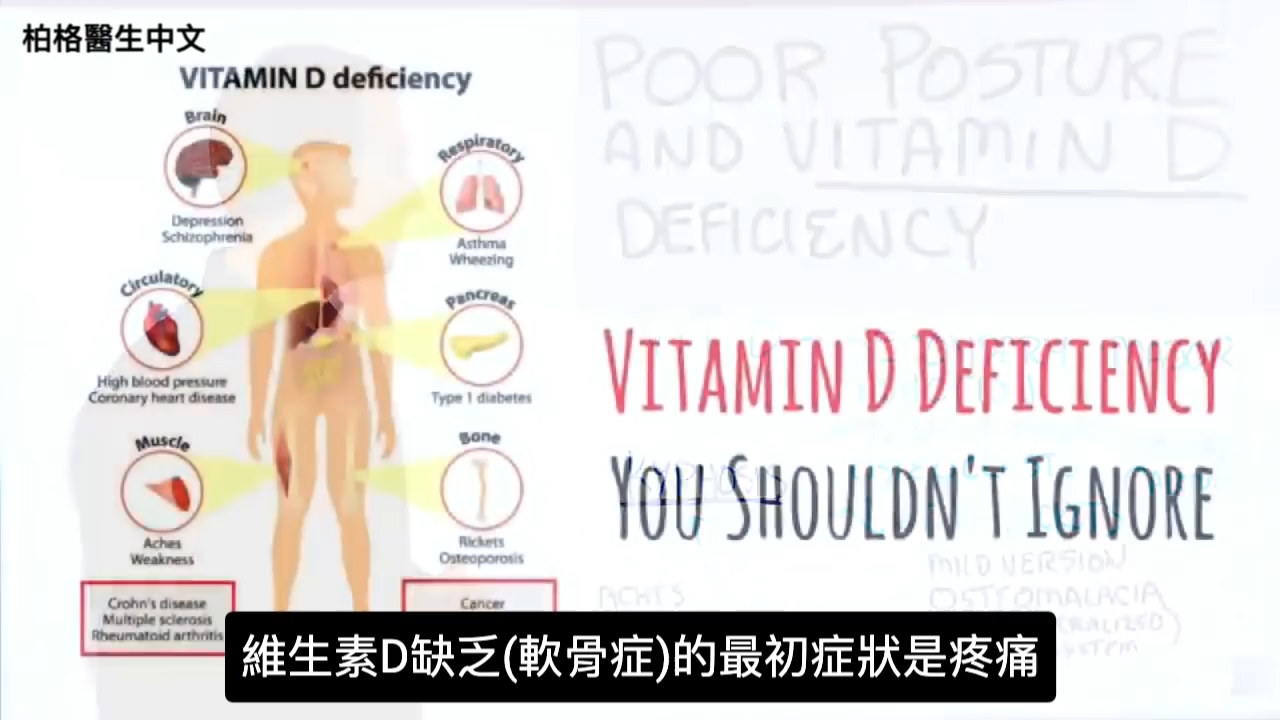 柏格醫生中文
VITAMIN D deficiency
Brain
Depression
Schizophrenia
Respiratory
Asthma
Wheezing
Circulatory
High blood pressure
Coronary heart disease
Pancreas
Type 1 diabetes
Muscle
Aches
Weakness
Bone
Rickets
Osteoporosis
Crohn's disease
Multiple sclerosis
Rheumatoid arthritis
Cancer
POOR POSTURE
AND VITAMIN D
DEFICIENCY
VITAMIN D DEFICIENCY
YOU SHOULDN'T IGNORE
KYPHOSIS
ACHES
MILD VERSION
OSTEOMALACIA
維生素D缺乏(軟骨症)的最初症狀是疼痛